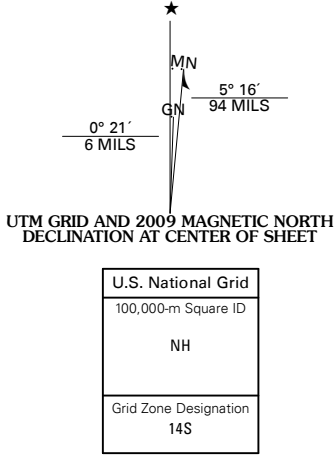 ★
MN
GN
5° 16´
94 MILS
0° 21´
6 MILS
UTM GRID AND 2009 MAGNETIC NORTH
DECLINATION AT CENTER OF SHEET
U.S. National Grid
100,000-m Square ID
NH
Grid Zone Designation
14S